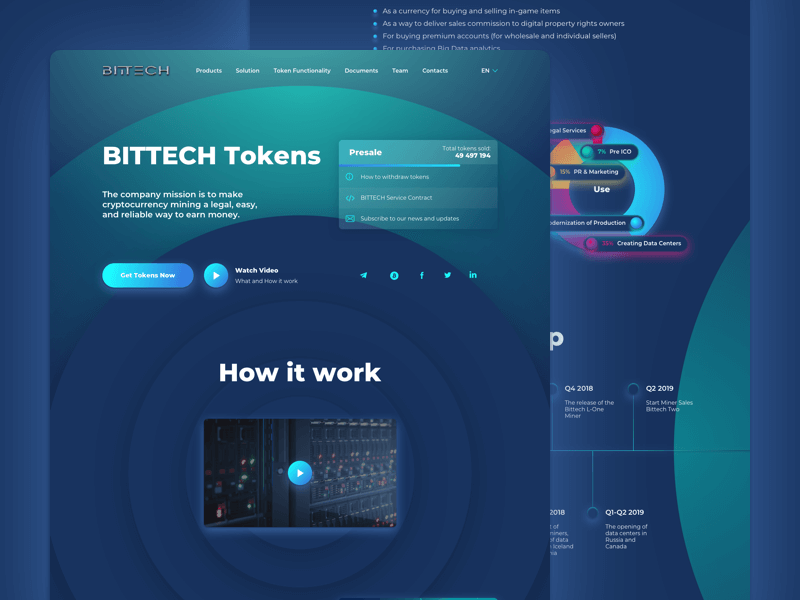 As a currency for buying and selling in-game items
As a way to deliver sales commission to digital property rights owners
For buying premium accounts (for wholesale and individual sellers)
For purchasing Big Data analytics
BITTECH
Products Solution Token Functionality Documents Team Contacts EN
BITTECH Tokens
The company mission is to make
cryptocurrency mining a legal, easy,
and reliable way to earn money.
Presale
Total tokens sold:
49 497 194
How to withdraw tokens
BITTECH Service Contract
Subscribe to our news and updates
Get Tokens Now
Watch Video
What and How it work
How it work
egal Services
7% Pre ICO
15% PR & Marketing
Use
odernization of Production
Creating Data Centers
p
Q4 2018
The release of the
Bittech L-One
Miner
Q2 2019
Start Miner Sales
Bittech Two
2018
of
miners,
of data
Iceland
Q1-Q2 2019
The opening of
data centers in
Russia and
Canada